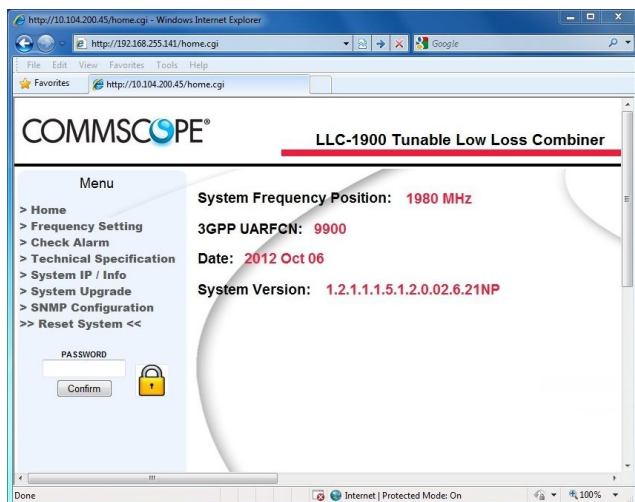 http://10.104.200.45/home.cgi - Windows Internet Explorer
http://192.168.255.141/home.cgi
Google
File Edit View Favorites Tools Help
Favorites
http://10.104.200.45/home.cgi
COMMSCOPE®
LLC-1900 Tunable Low Loss Combiner
Menu
> Home
> Frequency Setting
> Check Alarm
> Technical Specification
> System IP / Info
> System Upgrade
> SNMP Configuration
>> Reset System <<
PASSWORD
Confirm
System Frequency Position: 1980 MHz
3GPP UARFCN: 9900
Date: 2012 Oct 06
System Version: 1.2.1.1.1.5.1.2.0.02.6.21NP
Done
Internet | Protected Mode: On
100%